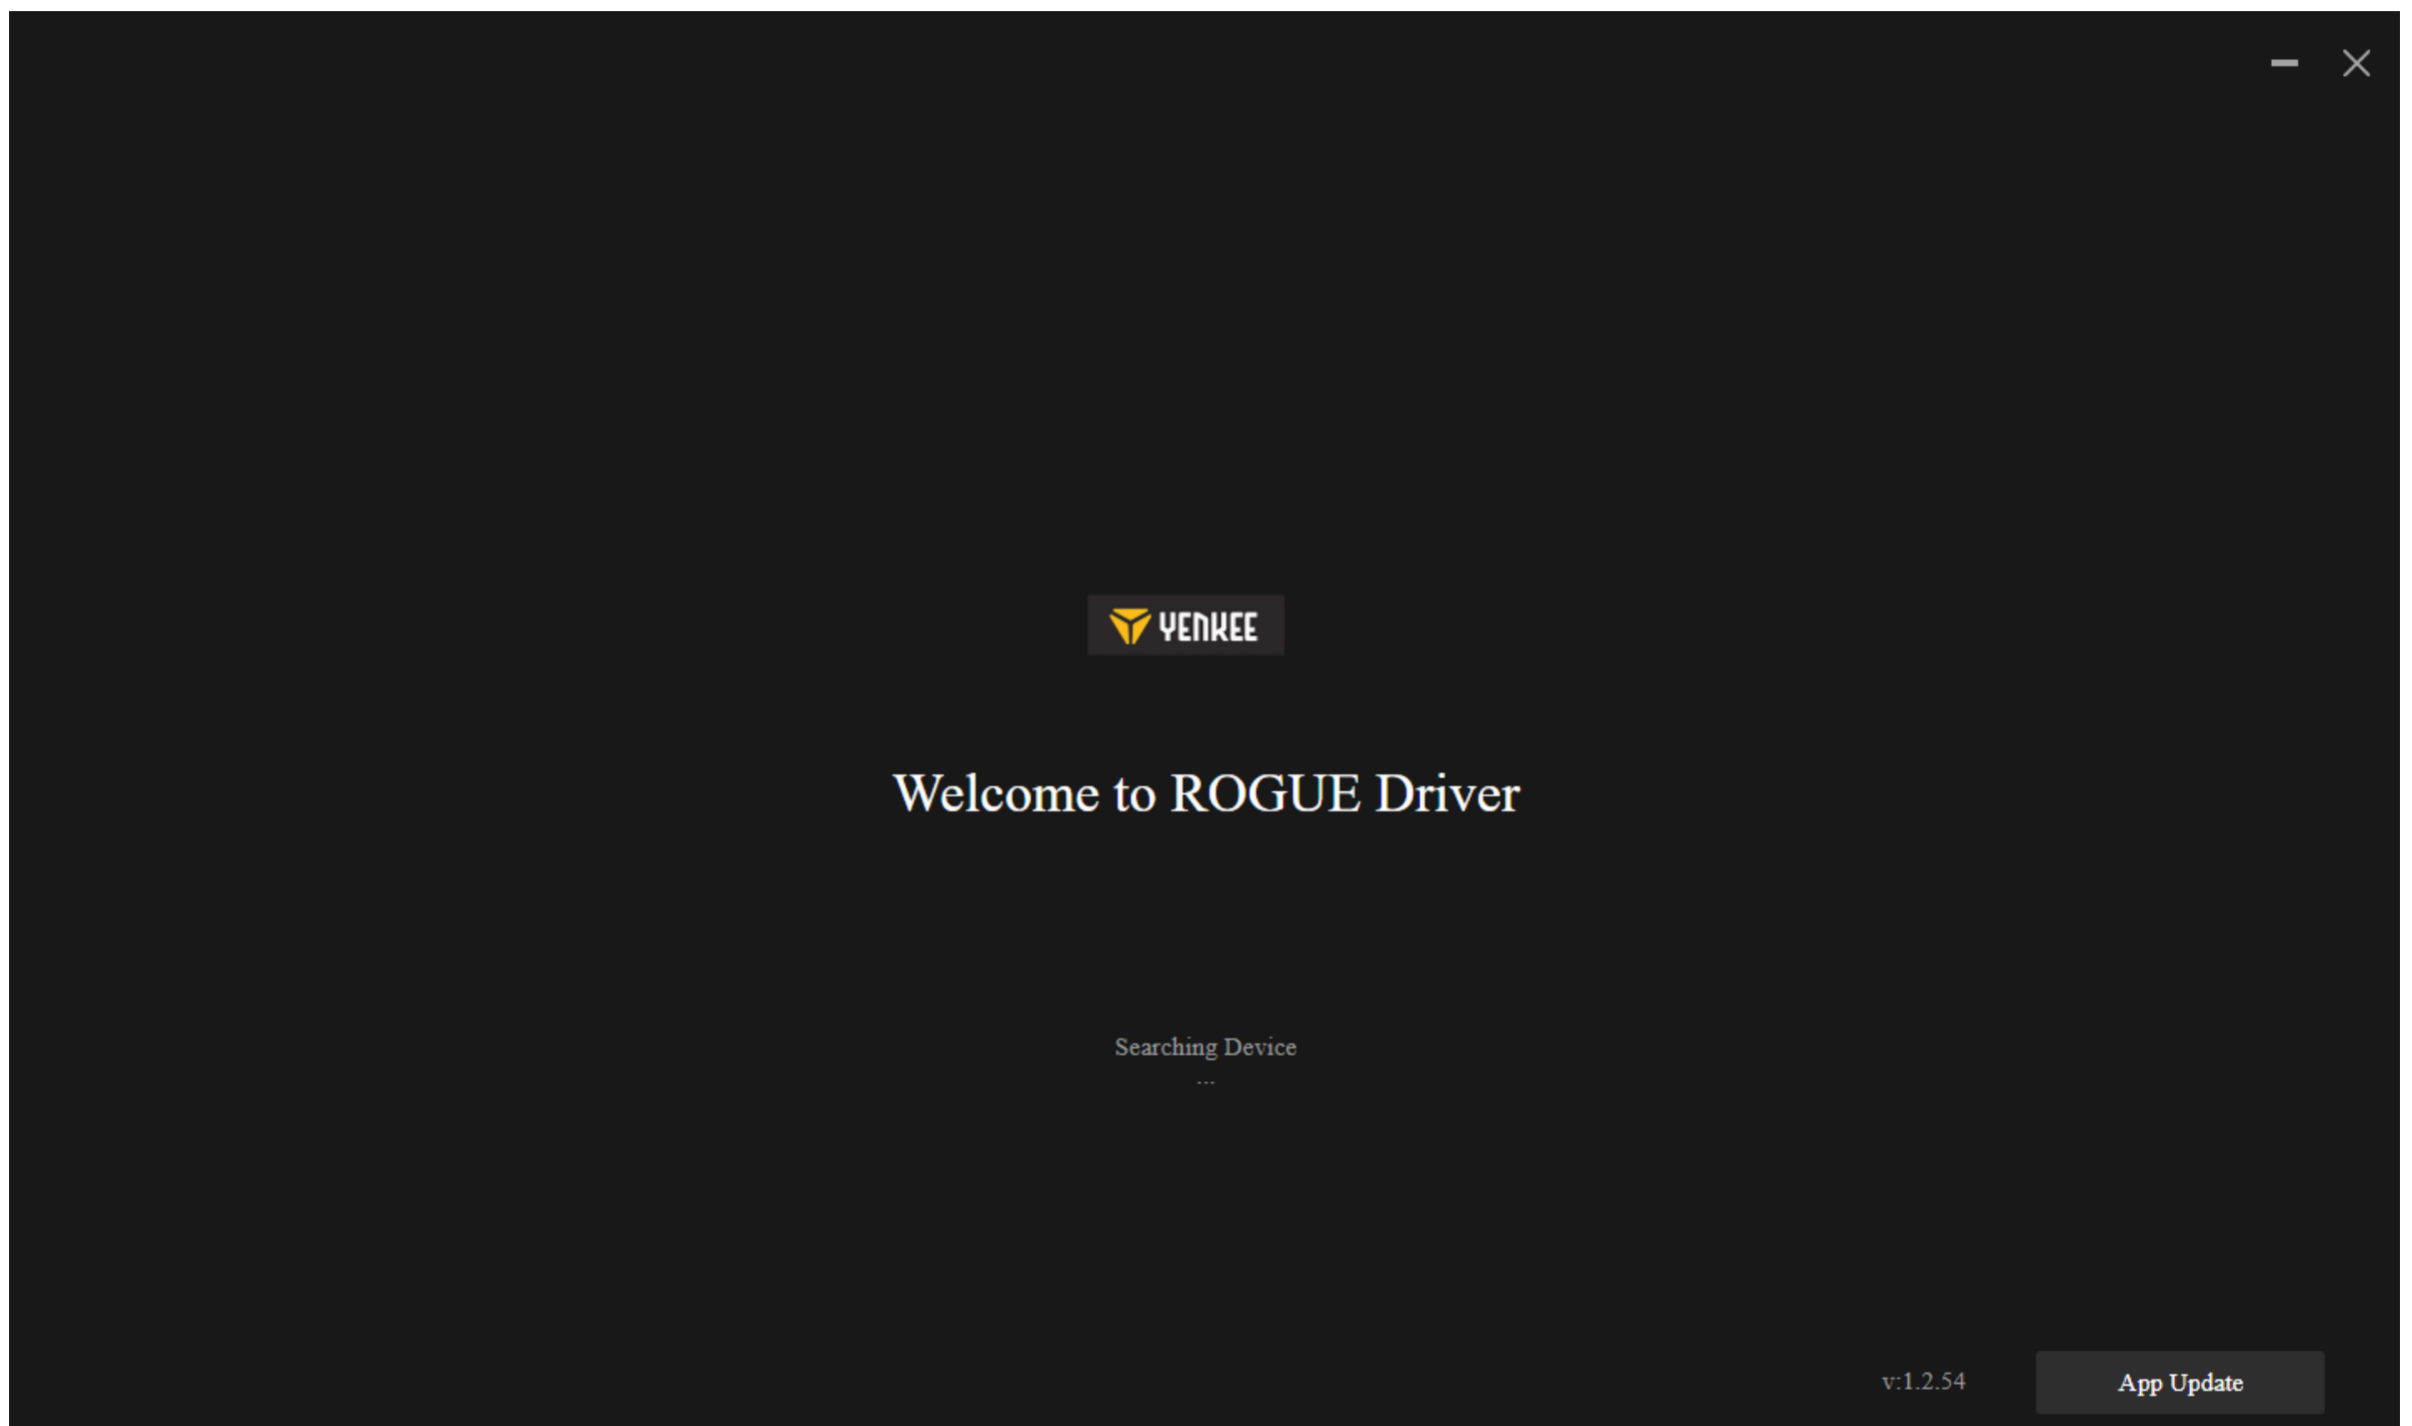 YENKEE
Welcome to ROGUE Driver
Searching Device
...
v:1.2.54
App Update